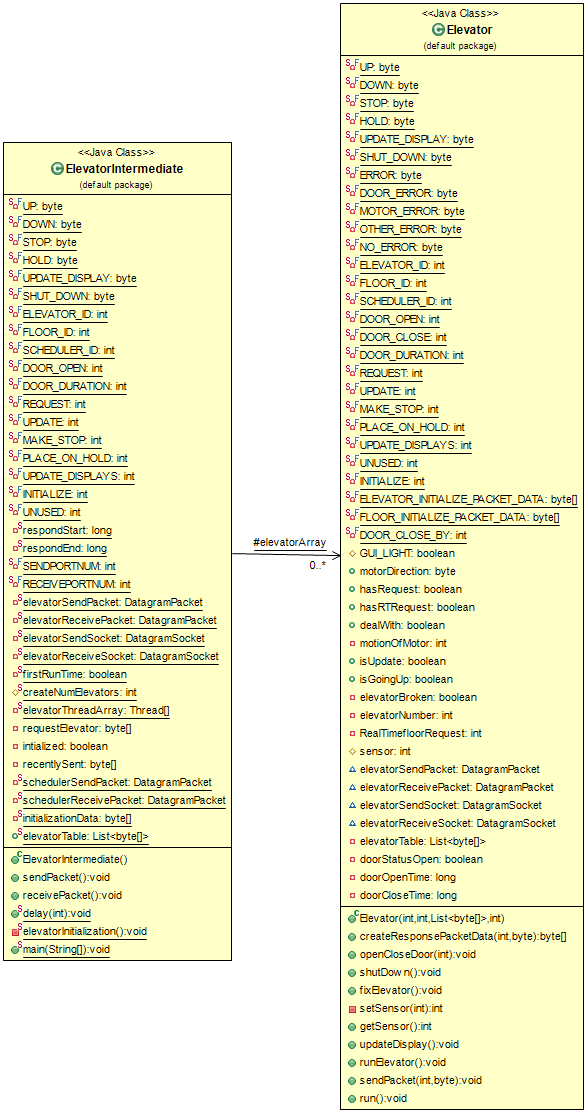 <<Java Class>>
ElevatorIntermediate
(default package)
UP: byte
DOWN: byte
STOP: byte
HOLD: byte
UPDATE_DISPLAY: byte
SHUT_DOWN: byte
ELEVATOR_ID: int
FLOOR_ID: int
SCHEDULER_ID: int
DOOR_OPEN: int
DOOR_DURATION: int
REQUEST: int
UPDATE: int
MAKE_STOP: int
PLACE_ON_HOLD: int
UPDATE_DISPLAYS: int
INITIALIZE: int
UNUSED: int
respondStart: long
respondEnd: long
SENDPORTNUM: int
RECEIVEPORTNUM: int
elevatorSendPacket: DatagramPacket
elevatorReceivePacket: DatagramPacket
elevatorSendSocket: DatagramSocket
elevatorReceiveSocket: DatagramSocket
firstRunTime: boolean
createNumElevators: int
elevatorThreadArray: Thread[]
requestElevator: byte[]
intialized: boolean
recentlySent: byte[]
schedulerSendPacket: DatagramPacket
schedulerReceivePacket: DatagramPacket
initializationData: byte[]
elevatorTable: List<byte[]>
ElevatorIntermediate()
sendPacket():void
receivePacket():void
delay(int):void
elevatorInitialization():void
main(String[]):void
#elevatorArray
0..*
<<Java Class>>
Elevator
(default package)
UP: byte
DOWN: byte
STOP: byte
HOLD: byte
UPDATE_DISPLAY: byte
SHUT_DOWN: byte
ERROR: byte
DOOR_ERROR: byte
MOTOR_ERROR: byte
OTHER_ERROR: byte
NO_ERROR: byte
ELEVATOR_ID: int
FLOOR_ID: int
SCHEDULER_ID: int
DOOR_OPEN: int
DOOR_CLOSE: int
DOOR_DURATION: int
REQUEST: int
UPDATE: int
MAKE_STOP: int
PLACE_ON_HOLD: int
UPDATE_DISPLAYS: int
UNUSED: int
INITIALIZE: int
ELEVATOR_INITIALIZE_PACKET_DATA: byte[]
FLOOR_INITIALIZE_PACKET_DATA: byte[]
DOOR_CLOSE_BY: int
GUI_LIGHT: boolean
motorDirection: byte
hasRequest: boolean
hasRTRequest: boolean
dealWith: boolean
motionOfMotor: int
isUpdate: boolean
isGoingUp: boolean
elevatorBroken: boolean
elevatorNumber: int
RealTimefloorRequest: int
sensor: int
elevatorSendPacket: DatagramPacket
elevatorReceivePacket: DatagramPacket
elevatorSendSocket: DatagramSocket
elevatorReceiveSocket: DatagramSocket
elevatorTable: List<byte[]>
doorStatusOpen: boolean
doorOpenTime: long
doorCloseTime: long
Elevator(int,int,List<byte[]>,int)
createResponsePacketData(int,byte):byte[]
openCloseDoor(int):void
shutDown():void
fixElevator():void
setSensor(int):int
getSensor():int
updateDisplay():void
runElevator():void
sendPacket(int,byte):void
run():void